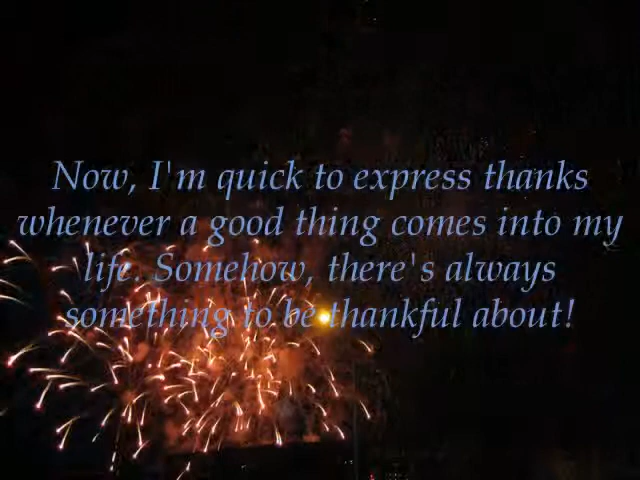 Now, I'm quick to express thanks
whenever a good thing comes into my
life. Somehow, there's always
something to be thankful about!